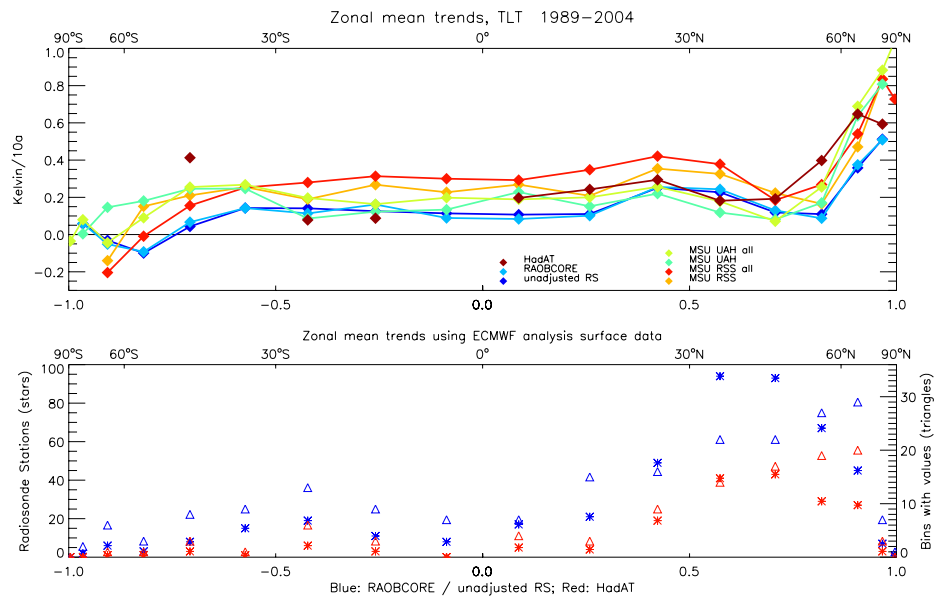 Zonal mean trends, TLT 1989-2004
90°S 60°S 30°S 0° 30°N 60°N 90°N
Kelvin/10a
1.0
0.8
0.6
0.4
0.2
0.0
-0.2
HadAT
RAOBCORE
unadjusted RS
MSU UAH all
MSU UAH
MSU RSS all
MSU RSS
-1.0 -0.5 0.0 0.5 1.0
Zonal mean trends using ECMWF analysis surface data
90°S 60°S 30°S 0° 30°N 60°N 90°N
Radiosonde Stations (stars)
100
80
60
40
20
0
30
20
10
0
Bins with values (triangles)
-1.0 -0.5 0.0 0.5 1.0
Blue: RAOBCORE / unadjusted RS; Red: HadAT